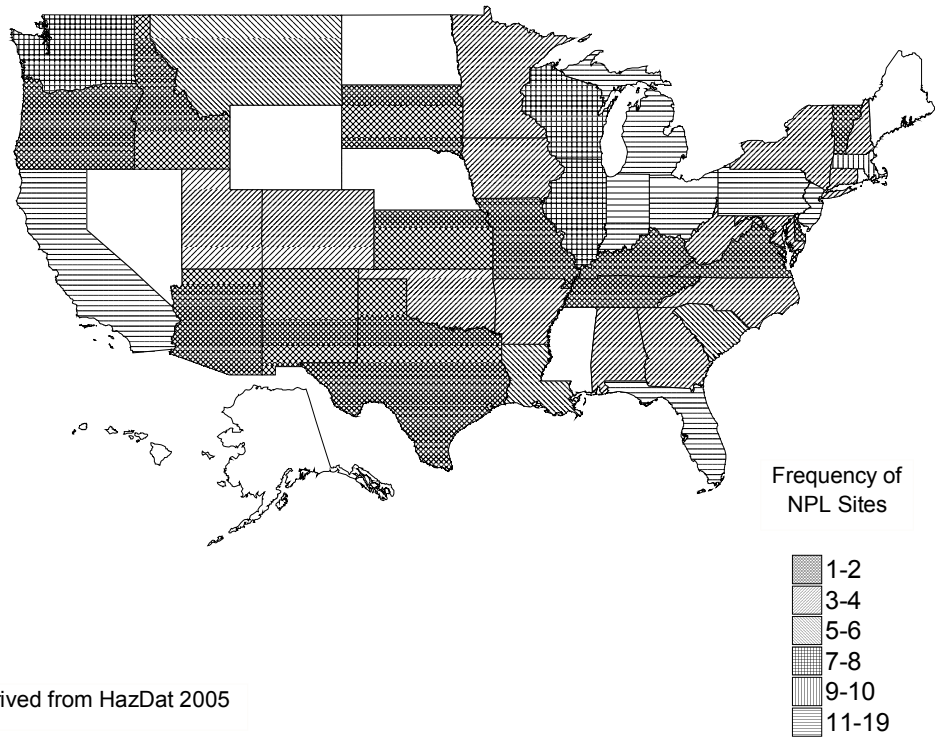 Frequency of
NPL Sites
1-2
3-4
5-6
7-8
9-10
11-19
rived from HazDat 2005